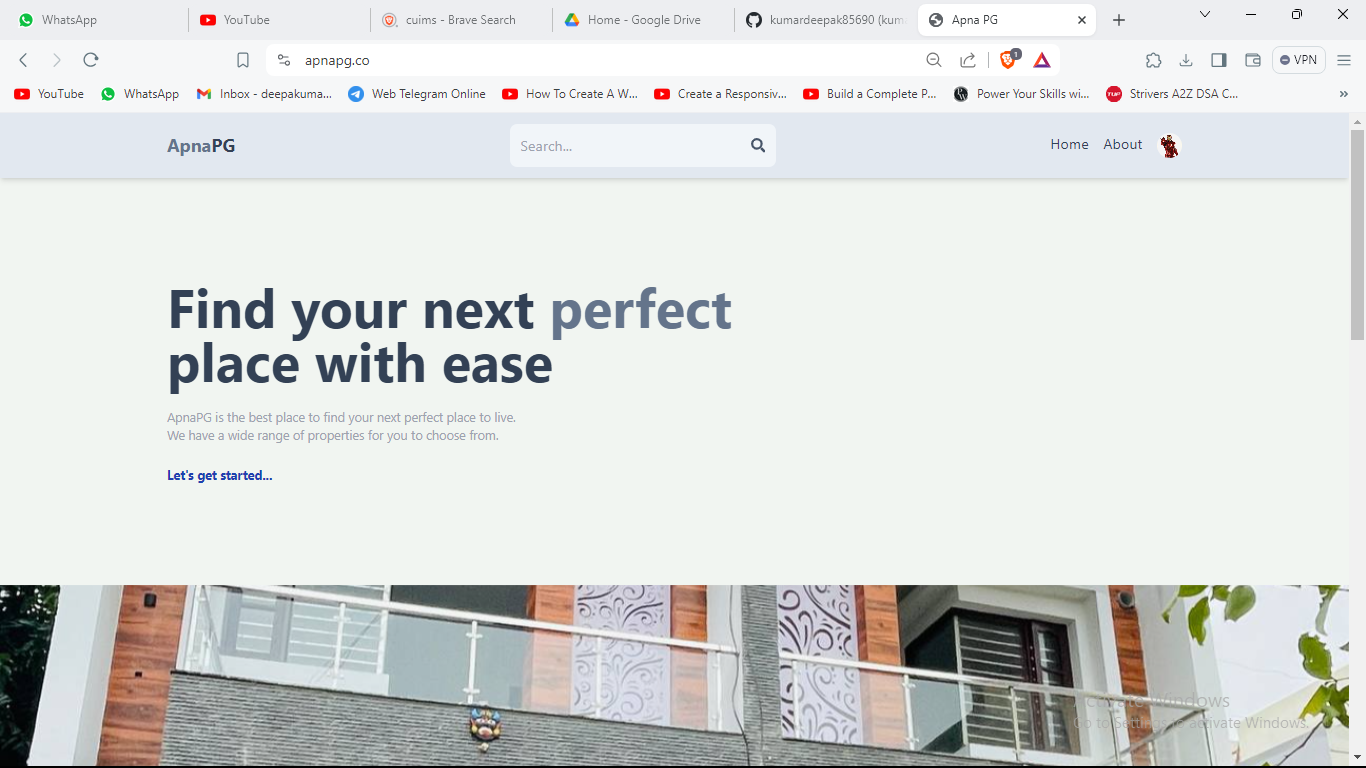 WhatsApp
YouTube
cuims - Brave Search
Home - Google Drive
kumardeepak85690 (kum
Apna PG
apnapg.co
1
VPN
YouTube
WhatsApp
Inbox - deepakuma...
Web Telegram Online
How To Create A W...
Create a Responsiv...
Build a Complete P...
Power Your Skills wi...
TUF
Strivers A2Z DSA C...
»
ApnaPG
Search...
Home
About
Find your next perfect
place with ease
ApnaPG is the best place to find your next perfect place to live.
We have a wide range of properties for you to choose from.
Let's get started...
Activate Windows
Go to Settings to activate Windows.